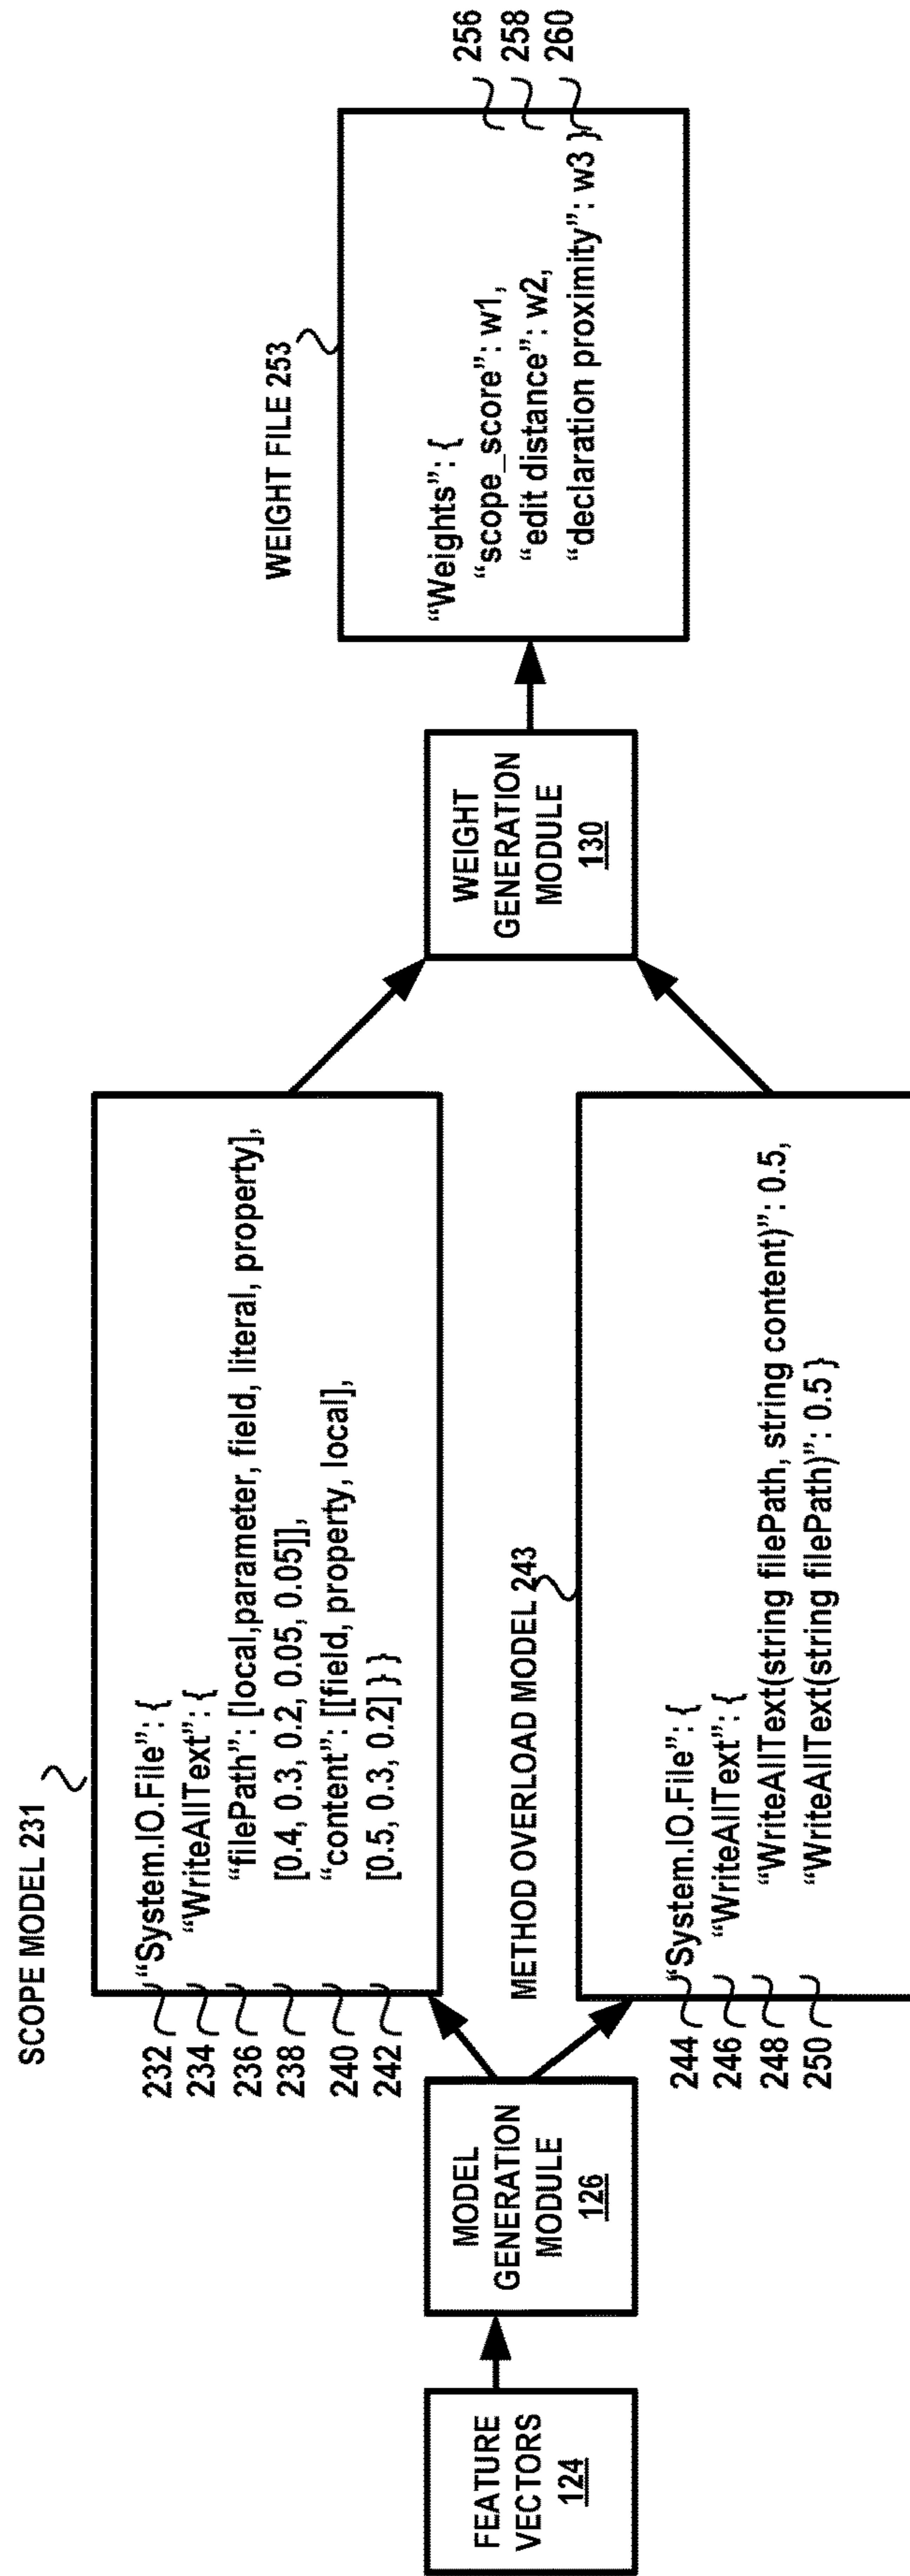 FEATURE
VECTORS
124
MODEL
GENERATION
MODULE
126
SCOPE MODEL 231
232
234
236
238
240
242
“System.IO.File”: {
“WriteAllText”: {
“filePath”: [local,parameter, field, literal, property],
[0.4, 0.3, 0.2, 0.05, 0.05]],
“content”: [[field, property, local],
[0.5, 0.3, 0.2] } }
METHOD OVERLOAD MODEL 243
244
246
248
250
“System.IO.File”: {
“WriteAllText”: {
“WriteAllText(string filePath, string content)”: 0.5,
“WriteAllText(string filePath)”: 0.5 }
WEIGHT
GENERATION
MODULE
130
WEIGHT FILE 253
“Weights”: {
“scope_score”: w1,
“edit distance”: w2,
“declaration proximity”: w3 }
256
258
260